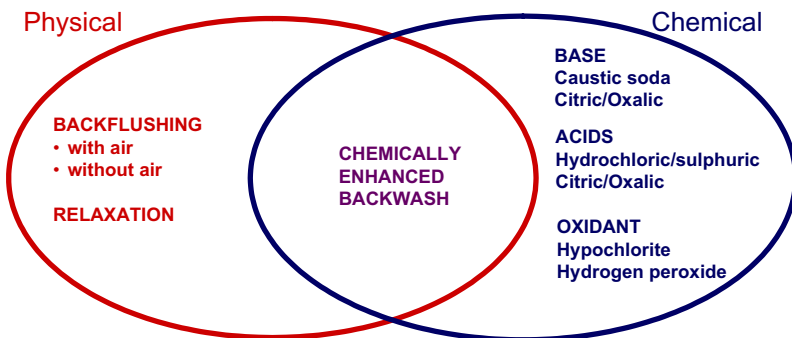 Physical
Chemical
BACKFLUSHING
• with air
• without air
RELAXATION
CHEMICALLY
ENHANCED
BACKWASH
BASE
Caustic soda
Citric/Oxalic
ACIDS
Hydrochloric/sulphuric
Citric/Oxalic
OXIDANT
Hypochlorite
Hydrogen peroxide